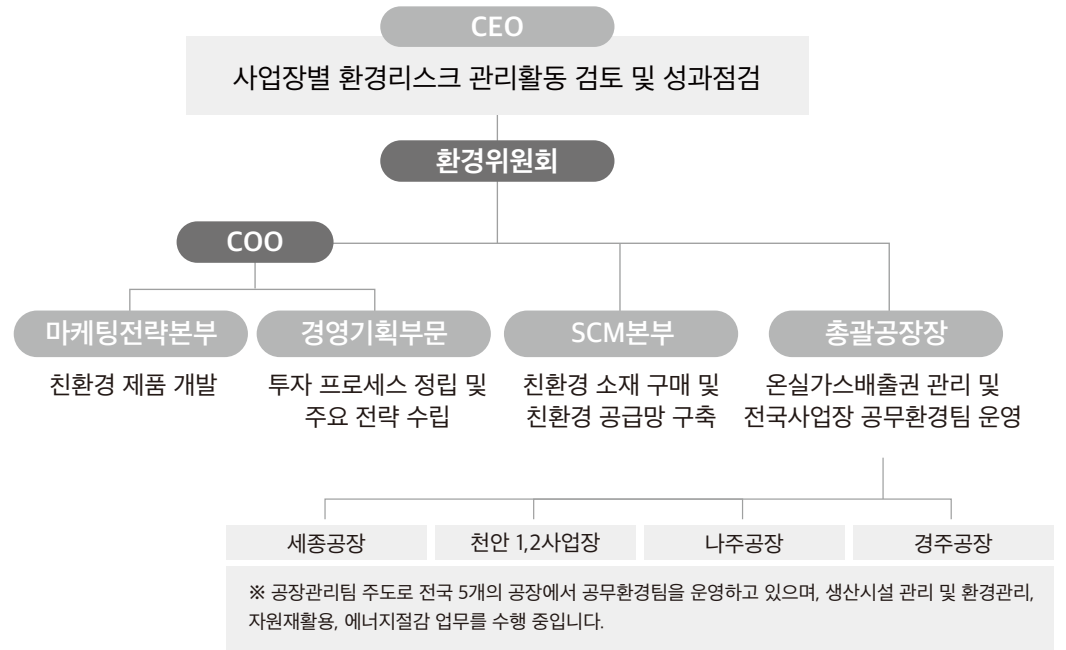 CEO
사업장별 환경리스크 관리활동 검토 및 성과점검
환경위원회
COO
마케팅전략본부
친환경 제품 개발
경영기획부문
투자 프로세스 정립 및
주요 전략 수립
SCM본부
친환경 소재 구매 및
친환경 공급망 구축
총괄공장장
온실가스배출권 관리 및
전국사업장 공무환경팀 운영
세종공장
천안 1,2사업장
나주공장
경주공장
※ 공장관리팀 주도로 전국 5개의 공장에서 공무환경팀을 운영하고 있으며, 생산시설 관리 및 환경관리,
자원재활용, 에너지절감 업무를 수행 중입니다.